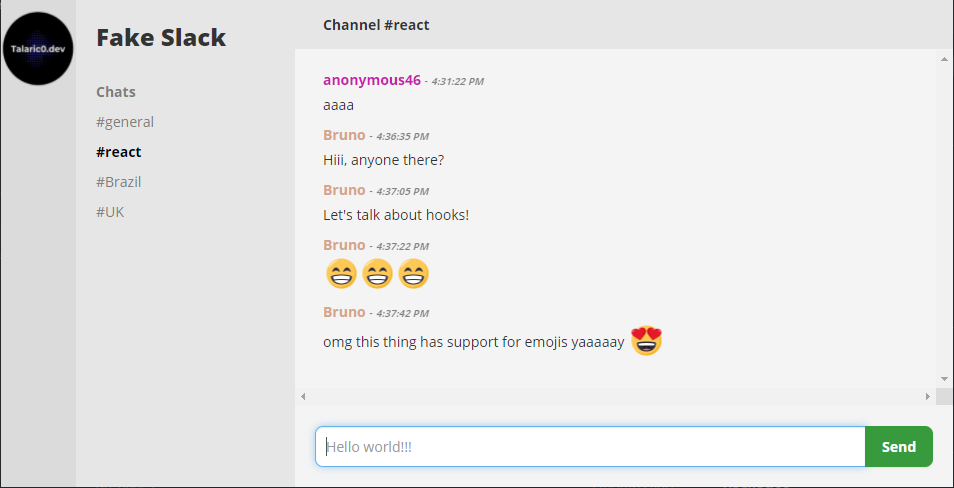 Talaric0.dev
Fake Slack
Chats
#general
#react
#Brazil
#UK
Channel #react
anonymous46 - 4:31:22 PM
aaaa
Bruno - 4:36:35 PM
Hiii, anyone there?
Bruno - 4:37:05 PM
Let's talk about hooks!
Bruno - 4:37:22 PM
😁😁😁
Bruno - 4:37:42 PM
omg this thing has support for emojis yaaaaay 😍
Hello world!!!
Send